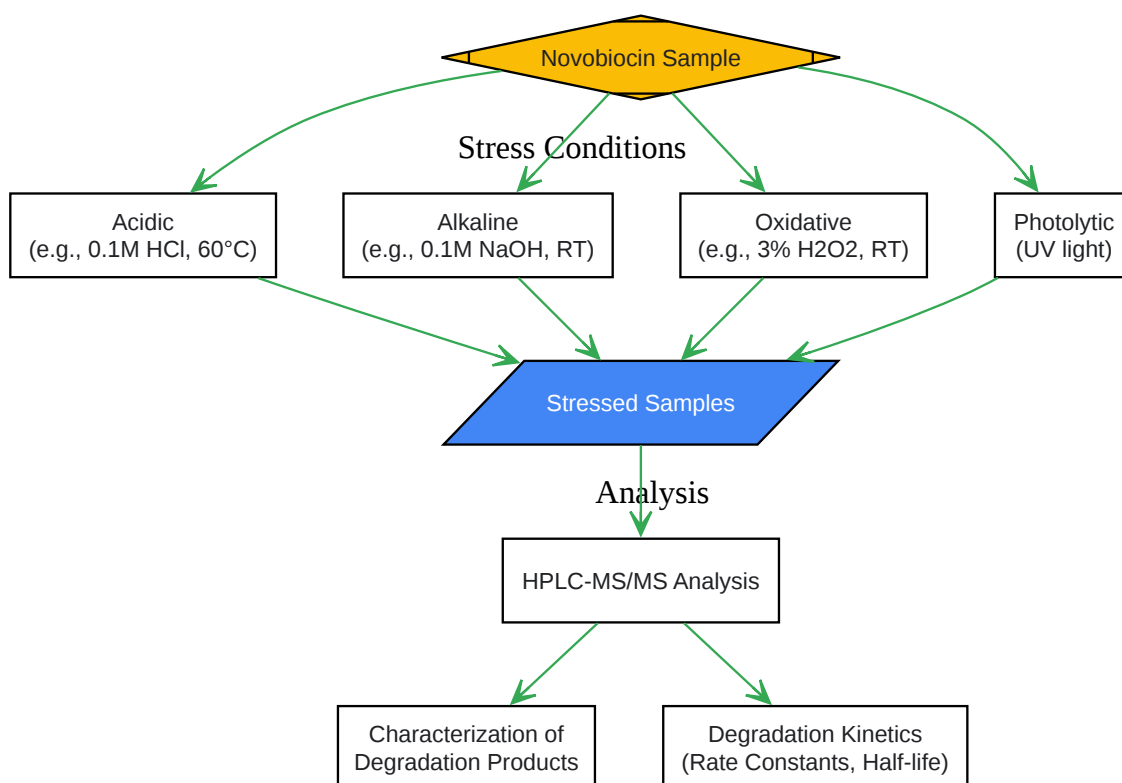 Novobiocin Sample
Stress Conditions
Acidic
(e.g., 0.1M HCl, 60°C)
Alkaline
(e.g., 0.1M NaOH, RT)
Oxidative
(e.g., 3% H2O2, RT)
Photolytic
(UV light)
Stressed Samples
Analysis
HPLC-MS/MS Analysis
Characterization of
Degradation Products
Degradation Kinetics
(Rate Constants, Half-life)